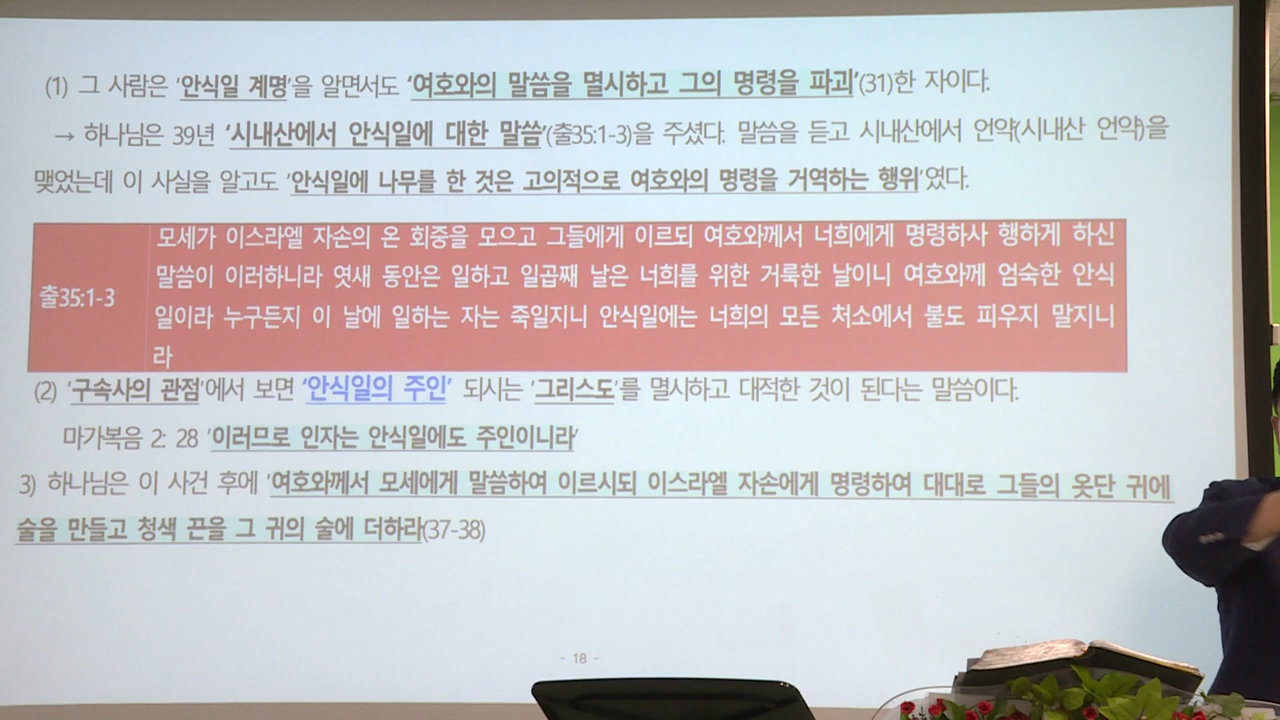 (1) 그 사람은 '안식일 계명'을 알면서도 '여호와의 말씀을 멸시하고 그의 명령을 파괴'(31)한 자이다.
→ 하나님은 39년 '시내산에서 안식일에 대한 말씀'(출35:1-3)을 주셨다. 말씀을 듣고 시내산에서 언약(시내산 언약)을
맺었는데 이 사실을 알고도 '안식일에 나무를 한 것은 고의적으로 여호와의 명령을 거역하는 행위'였다.
출35:1-3
모세가 이스라엘 자손의 온 회중을 모으고 그들에게 이르되 여호와께서 너희에게 명령하사 행하게 하신
말씀이 이러하니라 엿새 동안은 일하고 일곱째 날은 너희를 위한 거룩한 날이니 여호와께 엄숙한 안식
일이라 누구든지 이 날에 일하는 자는 죽일지니 안식일에는 너희의 모든 처소에서 불도 피우지 말지니
라
(2) '구속사의 관점'에서 보면 '안식일의 주인' 되시는 '그리스도'를 멸시하고 대적한 것이 된다는 말씀이다.
마가복음 2: 28 '이러므로 인자는 안식일에도 주인이니라'
3) 하나님은 이 사건 후에 '여호와께서 모세에게 말씀하여 이르시되 이스라엘 자손에게 명령하여 대대로 그들의 옷단 귀에
술을 만들고 청색 끈을 그 귀의 술에 더하라(37-38)
- 18 -